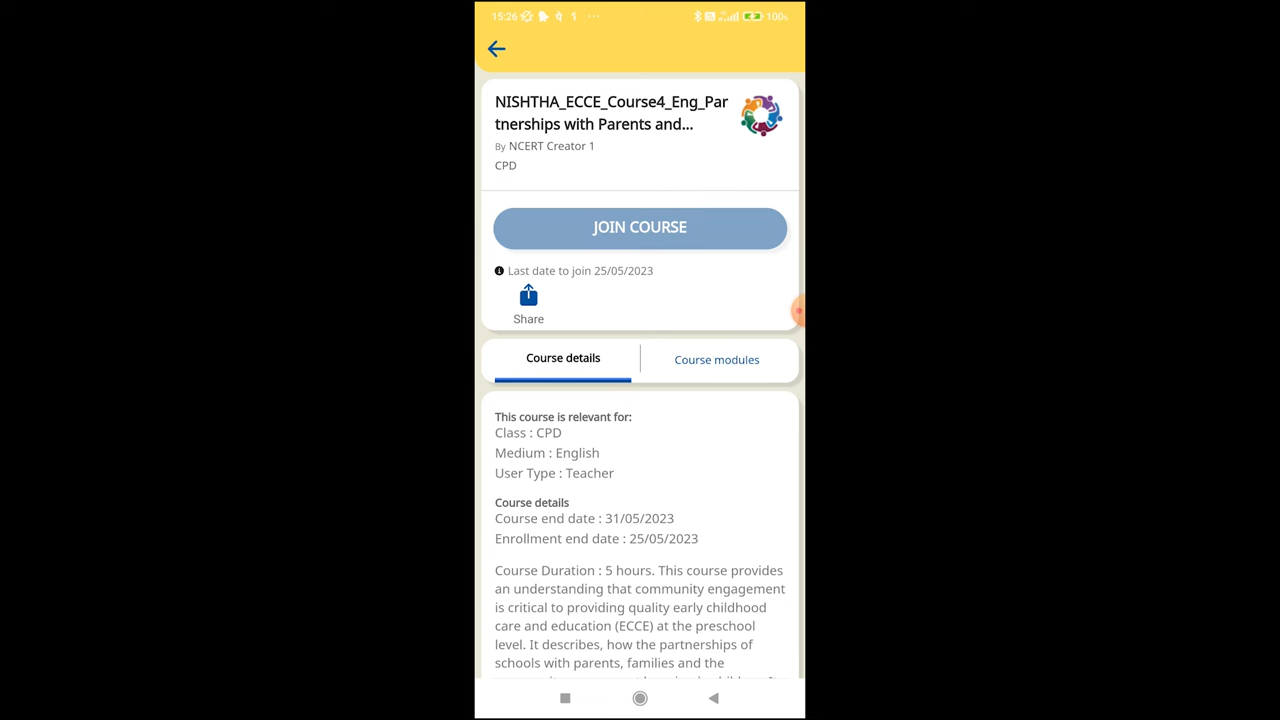 15:26
100%
NISHTHA_ECCE_Course4_Eng_Par
tnerships with Parents and...
By NCERT Creator 1
CPD
JOIN COURSE
Last date to join 25/05/2023
Share
Course details
Course modules
This course is relevant for:
Class : CPD
Medium : English
User Type : Teacher
Course details
Course end date : 31/05/2023
Enrollment end date : 25/05/2023
Course Duration : 5 hours. This course provides
an understanding that community engagement
is critical to providing quality early childhood
care and education (ECCE) at the preschool
level. It describes, how the partnerships of
schools with parents, families and the